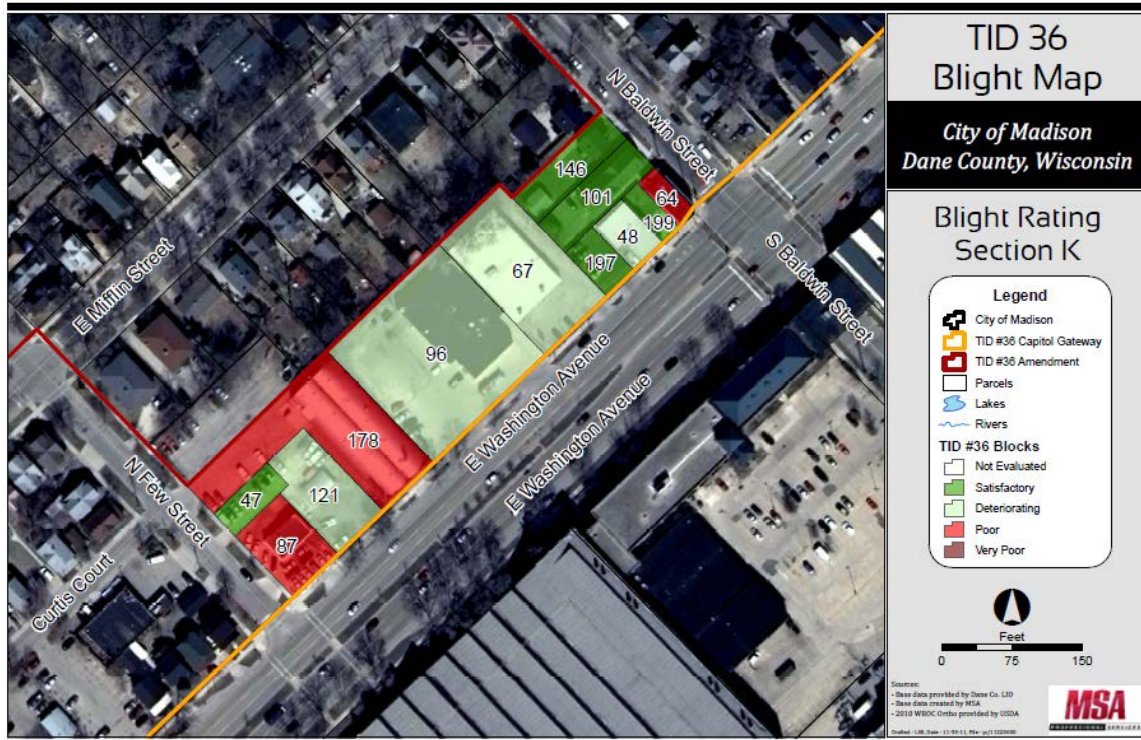 TID 36
Blight Map
City of Madison
Dane County, Wisconsin
Blight Rating
Section K
Legend
City of Madison
TID #36 Capitol Gateway
TID #36 Amendment
Parcels
Lakes
Rivers
TID #36 Blocks
Not Evaluated
Satisfactory
Deteriorating
Poor
Very Poor
Feet
0 75 150
Sources:
- Base data provided by Dane Co. LIO
- Base data created by MSA
- 2010 WROC Ortho provided by USDA
MSA
PROFESSIONAL SERVICES
N Baldwin Street
146
101
64
199
48
197
S Baldwin Street
67
E Mifflin Street
96
E Washington Avenue
E Washington Avenue
178
47
121
N Few Street
87
Curtis Court